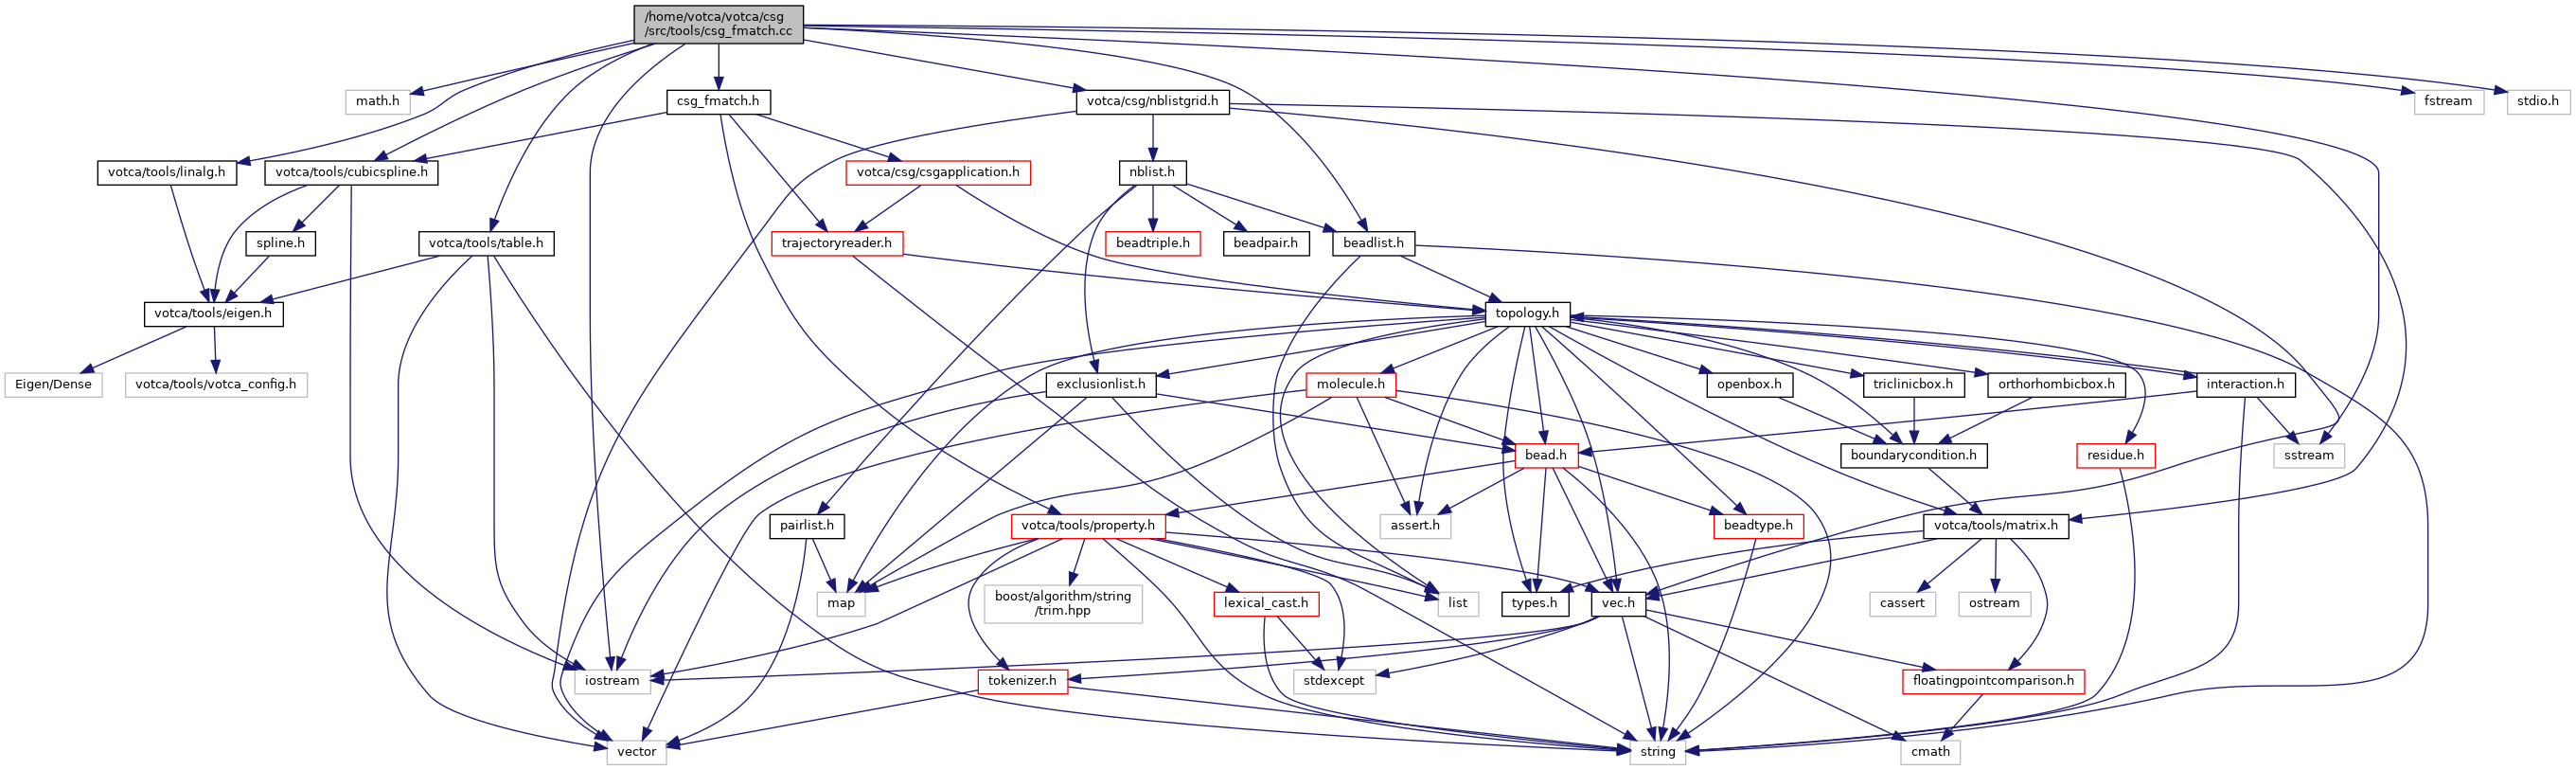 /home/votca/votca/csg
/src/tools/csg_fmatch.cc
math.h
csg_fmatch.h
votca/csg/nblistgrid.h
fstream
stdio.h
votca/tools/linalg.h
votca/tools/cubicspline.h
votca/csg/csgapplication.h
nblist.h
spline.h
votca/tools/table.h
trajectoryreader.h
beadtriple.h
beadpair.h
beadlist.h
votca/tools/eigen.h
topology.h
Eigen/Dense
votca/tools/votca_config.h
exclusionlist.h
molecule.h
openbox.h
triclinicbox.h
orthorhombicbox.h
interaction.h
bead.h
boundarycondition.h
residue.h
sstream
pairlist.h
votca/tools/property.h
assert.h
beadtype.h
votca/tools/matrix.h
map
boost/algorithm/string
/trim.hpp
lexical_cast.h
list
types.h
vec.h
cassert
ostream
iostream
tokenizer.h
stdexcept
floatingpointcomparison.h
vector
string
cmath